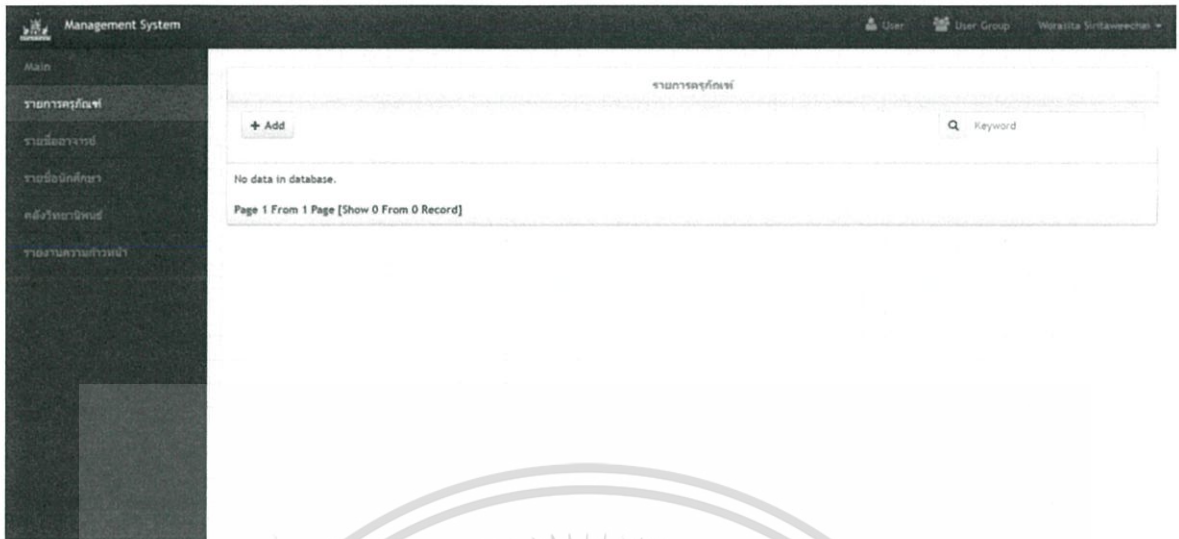 Management System
User
User Group
Main
รายการครุภัณฑ์
รายชื่ออาจารย์
รายชื่อนักศึกษา
คลังวิทยานิพนธ์
รายงานความก้าวหน้า
รายการครุภัณฑ์
+ Add
Keyword
No data in database.
Page 1 From 1 Page [Show 0 From 0 Record]